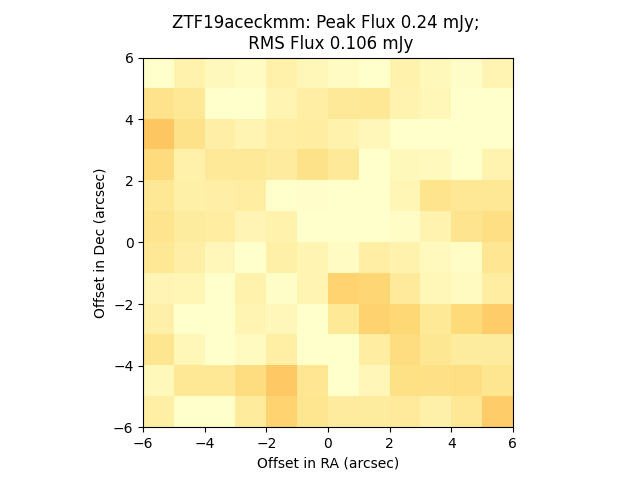 ZTF19aceckmm: Peak Flux 0.24 mJy;
RMS Flux 0.106 mJy
6
4
2
0
−2
−4
−6
Offset in Dec (arcsec)
−6 −4 −2 0 2 4 6
Offset in RA (arcsec)